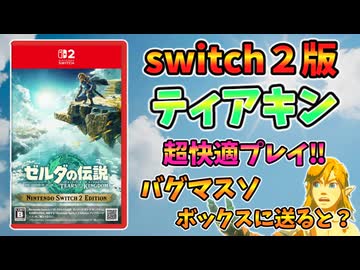 2
switch２版
ティアキン
超快適プレイ!!
バグマスソ
ボックスに送ると？
ゼルダの伝説
TEARS OF THE KINGDOM
NINTENDO SWITCH 2 EDITION
B